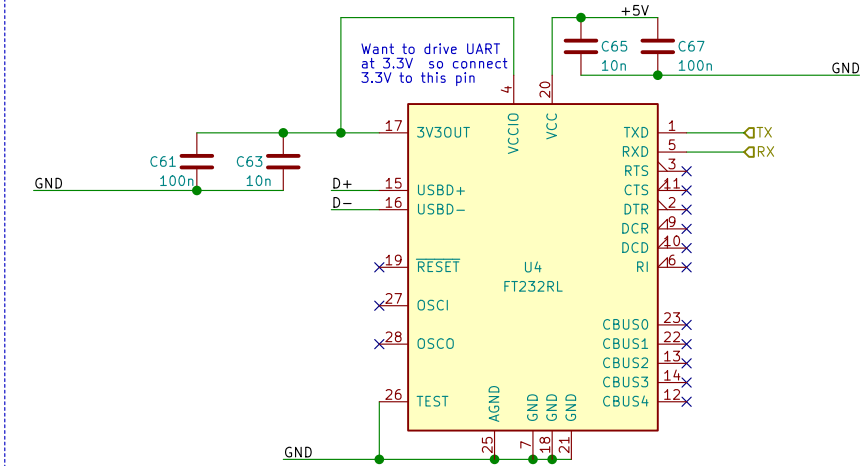 +5V
Want to drive UART
at 3.3V so connect
3.3V to this pin
C65
10n
C67
100n
GND
4
20
17
3V3OUT
VCCIO
VCC
TXD
1
TX
RXD
5
RX
C61
100n
C63
10n
GND
RTS
3
D+
15
USBD+
CTS
11
D-
16
USBD-
DTR
2
DCR
9
DCD
10
19
RESET
U4
RI
6
FT232RL
27
OSCI
CBUS0
23
28
OSCO
CBUS1
22
CBUS2
13
CBUS3
14
26
TEST
CBUS4
12
AGND
GND
GND
GND
25
7
18
21
GND